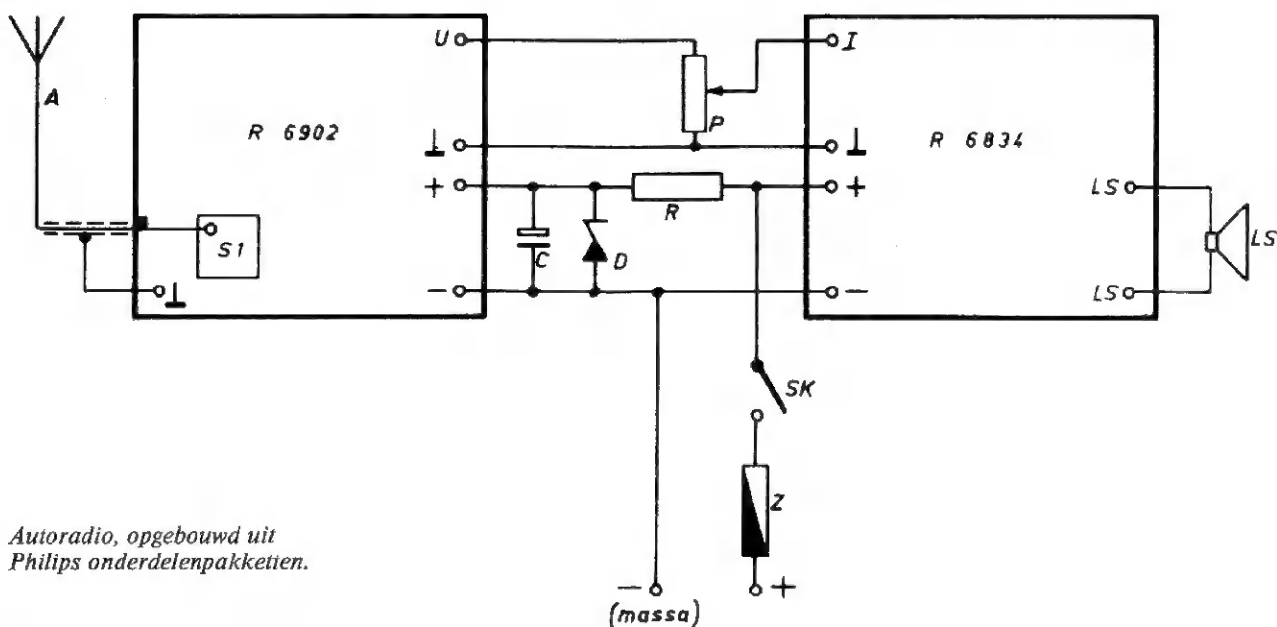 A
R 6902
U
⊥
+
S1
⊥
−
C
D
R
P
I
⊥
+
−
R 6834
LS
LS
LS
SK
Z
− +
(massa)
Autoradio, opgebouwd uit
Philips onderdelenpakketten.